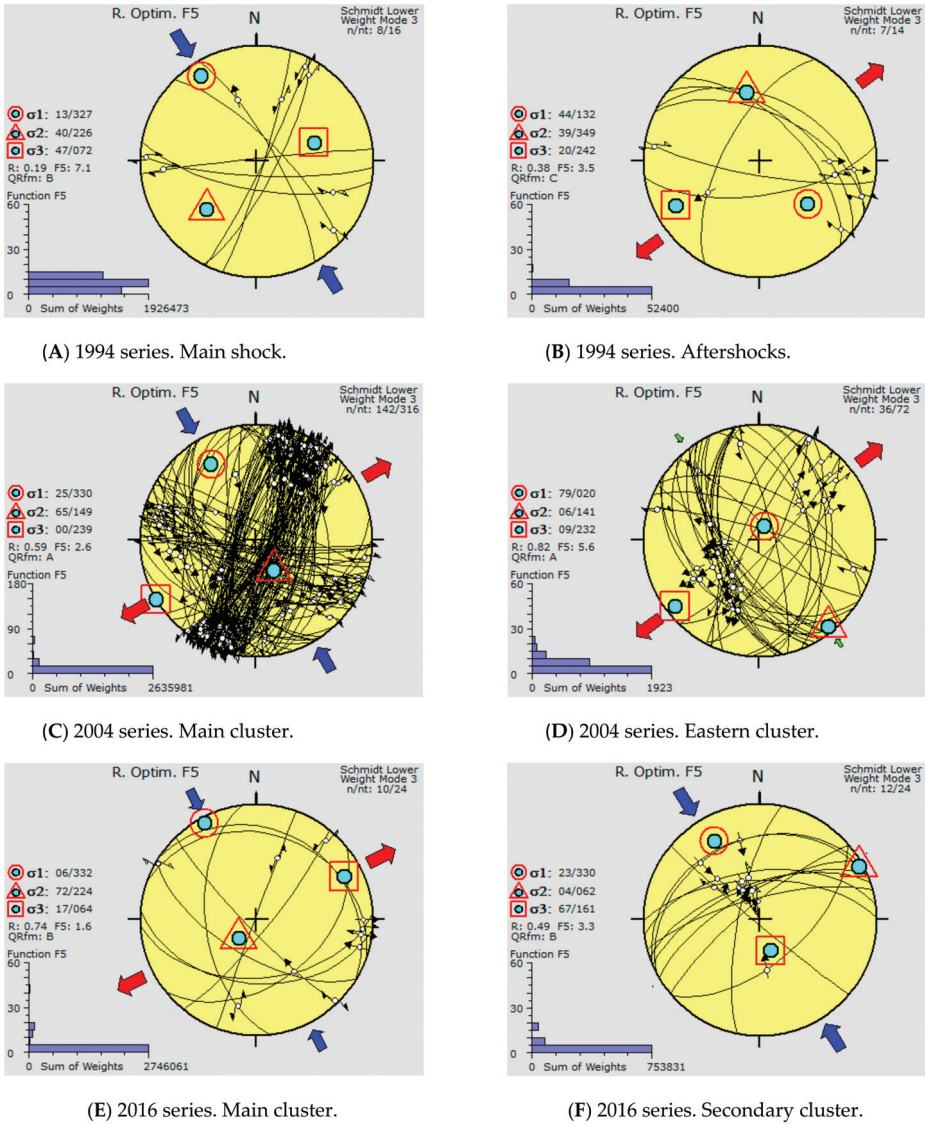 R. Optim. F5
N
Schmidt Lower
Weight Mode 3
n/nt: 8/16
σ1: 13/327
σ2: 40/226
σ3: 47/072
R: 0.19 F5: 7.1
QRfm: B
Function F5
60
30
0
0 Sum of Weights 1926473
(A) 1994 series. Main shock.
R. Optim. F5
N
Schmidt Lower
Weight Mode 3
n/nt: 7/14
σ1: 44/132
σ2: 39/349
σ3: 20/242
R: 0.38 F5: 3.5
QRfm: C
Function F5
60
30
0
0 Sum of Weights 52400
(B) 1994 series. Aftershocks.
R. Optim. F5
N
Schmidt Lower
Weight Mode 3
n/nt: 142/316
σ1: 25/330
σ2: 65/149
σ3: 00/239
R: 0.59 F5: 2.6
QRfm: A
Function F5
180
90
0
0 Sum of Weights 2635981
(C) 2004 series. Main cluster.
R. Optim. F5
N
Schmidt Lower
Weight Mode 3
n/nt: 36/72
σ1: 79/020
σ2: 06/141
σ3: 09/232
R: 0.82 F5: 5.6
QRfm: A
Function F5
60
30
0
0 Sum of Weights 1923
(D) 2004 series. Eastern cluster.
R. Optim. F5
N
Schmidt Lower
Weight Mode 3
n/nt: 10/24
σ1: 06/332
σ2: 72/224
σ3: 17/064
R: 0.74 F5: 1.6
QRfm: B
Function F5
60
30
0
0 Sum of Weights 2746061
(E) 2016 series. Main cluster.
R. Optim. F5
N
Schmidt Lower
Weight Mode 3
n/nt: 12/24
σ1: 23/330
σ2: 04/062
σ3: 67/161
R: 0.49 F5: 3.3
QRfm: B
Function F5
60
30
0
0 Sum of Weights 753831
(F) 2016 series. Secondary cluster.